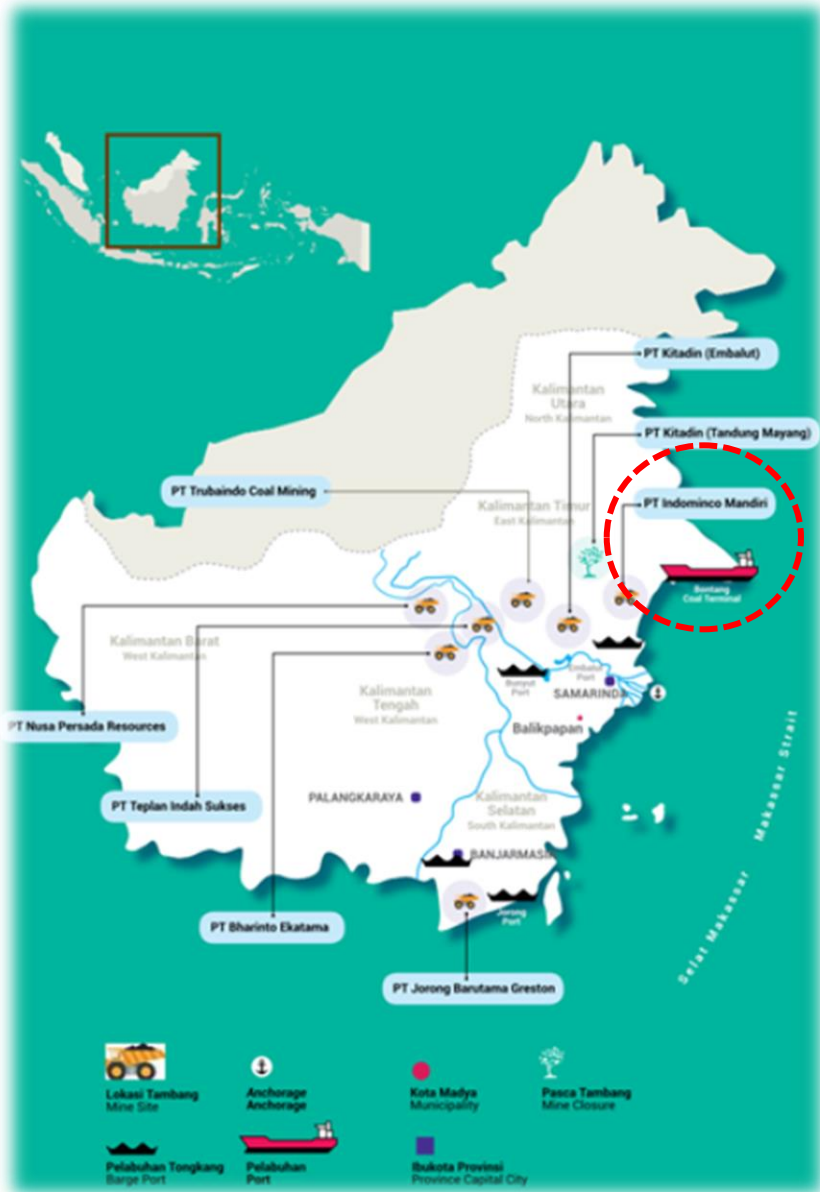 PT Kitadin (Embalut)
Kalimantan
Utara
North Kalimantan
PT Kitadin (Tandung Mayang)
PT Trubaindo Coal Mining
PT Indominco Mandiri
Kalimantan Timur
East Kalimantan
Bontang
Coal Terminal
Kalimantan Barat
West Kalimantan
Embalut
Port
Bunyut
Port
SAMARINDA
Kalimantan
Tengah
West Kalimantan
PT Nusa Persada Resources
Balikpapan
Selat Makassar Makassar Strait
PALANGKARAYA
Kalimantan
Selatan
South Kalimantan
PT Teplan Indah Sukses
BANJARMASIN
Jorong
Port
PT Bharinto Ekatama
PT Jorong Barutama Greston
Lokasi Tambang
Mine Site
Anchorage
Anchorage
Kota Madya
Municipality
Pasca Tambang
Mine Closure
Pelabuhan Tongkang
Barge Port
Pelabuhan
Port
Ibukota Provinsi
Province Capital City